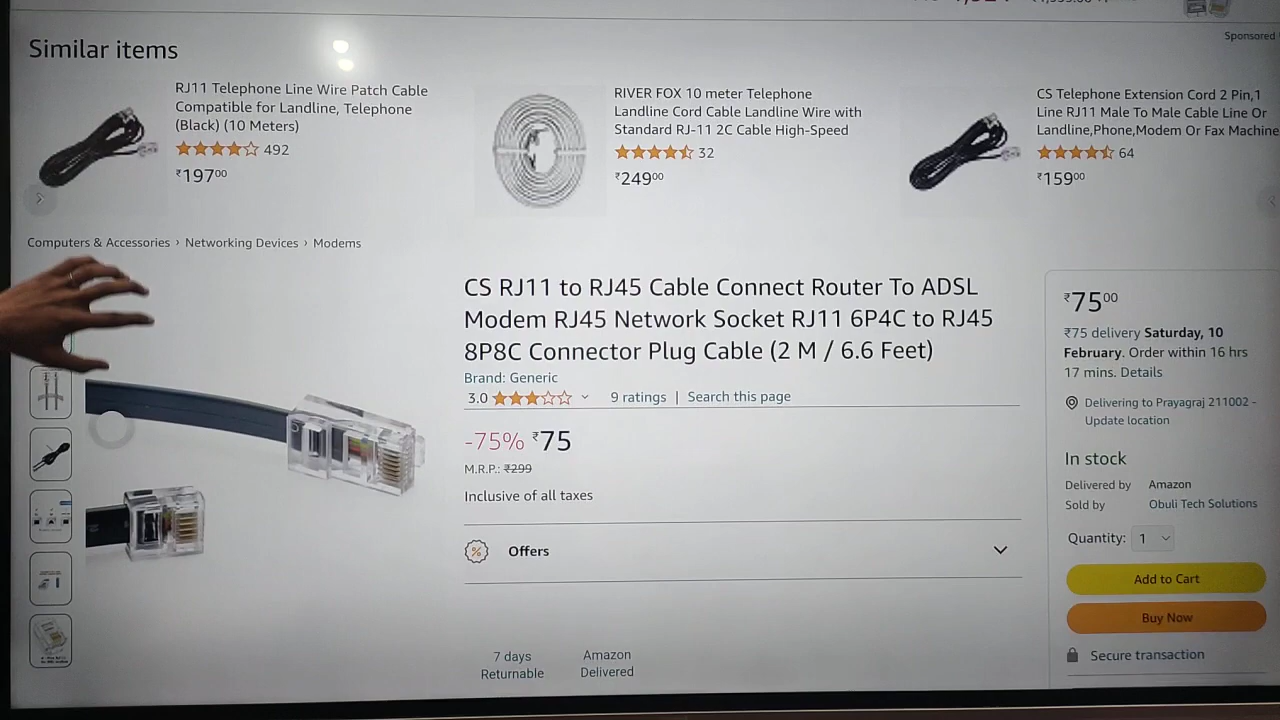 Sponsored
Similar items
RJ11 Telephone Line Wire Patch Cable
Compatible for Landline, Telephone
(Black) (10 Meters)
492
₹197⁰⁰
RIVER FOX 10 meter Telephone
Landline Cord Cable Landline Wire with
Standard RJ-11 2C Cable High-Speed
32
₹249⁰⁰
CS Telephone Extension Cord 2 Pin,1
Line RJ11 Male To Male Cable Line Or
Landline,Phone,Modem Or Fax Machine
64
₹159⁰⁰
Computers & Accessories › Networking Devices › Modems
CS RJ11 to RJ45 Cable Connect Router To ADSL
Modem RJ45 Network Socket RJ11 6P4C to RJ45
8P8C Connector Plug Cable (2 M / 6.6 Feet)
Brand: Generic
3.0 9 ratings | Search this page
-75% ₹75
M.R.P.: ₹299
Inclusive of all taxes
Offers
7 days
Returnable
Amazon
Delivered
₹75⁰⁰
₹75 delivery Saturday, 10
February. Order within 16 hrs
17 mins. Details
Delivering to Prayagraj 211002 -
Update location
In stock
Delivered by Amazon
Sold by Obuli Tech Solutions
Quantity: 1
Add to Cart
Buy Now
Secure transaction